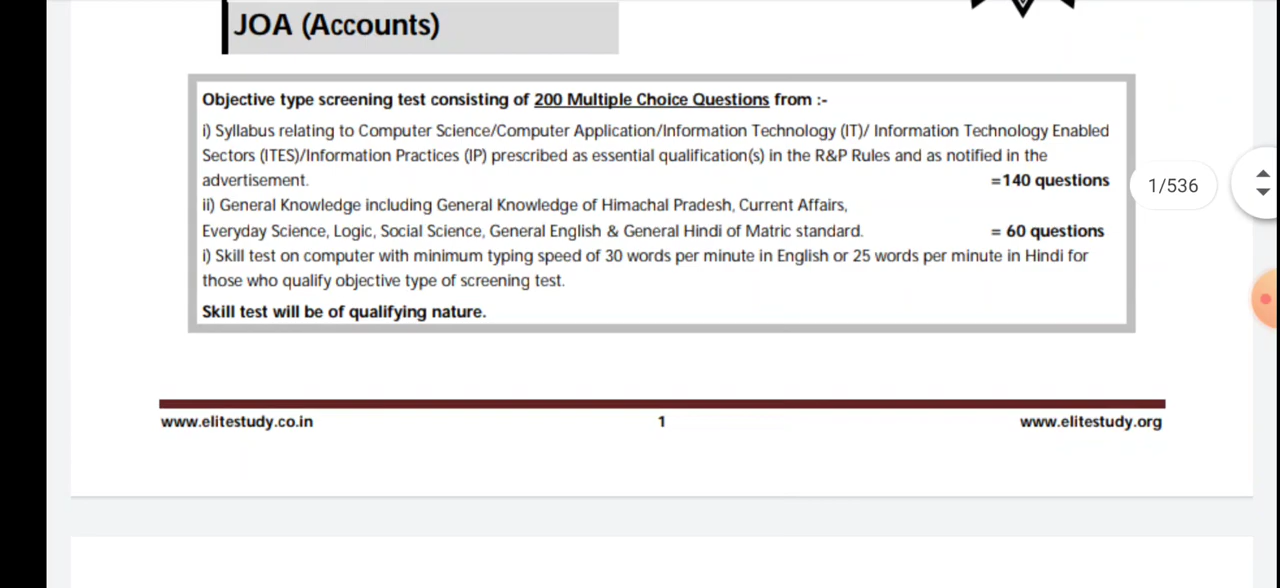 JOA (Accounts)
Objective type screening test consisting of 200 Multiple Choice Questions from :-
i) Syllabus relating to Computer Science/Computer Application/Information Technology (IT)/ Information Technology Enabled
Sectors (ITES)/Information Practices (IP) prescribed as essential qualification(s) in the R&P Rules and as notified in the
advertisement. =140 questions
1/536
ii) General Knowledge including General Knowledge of Himachal Pradesh, Current Affairs,
Everyday Science, Logic, Social Science, General English & General Hindi of Matric standard. = 60 questions
i) Skill test on computer with minimum typing speed of 30 words per minute in English or 25 words per minute in Hindi for
those who qualify objective type of screening test.
Skill test will be of qualifying nature.
www.elitestudy.co.in 1 www.elitestudy.org